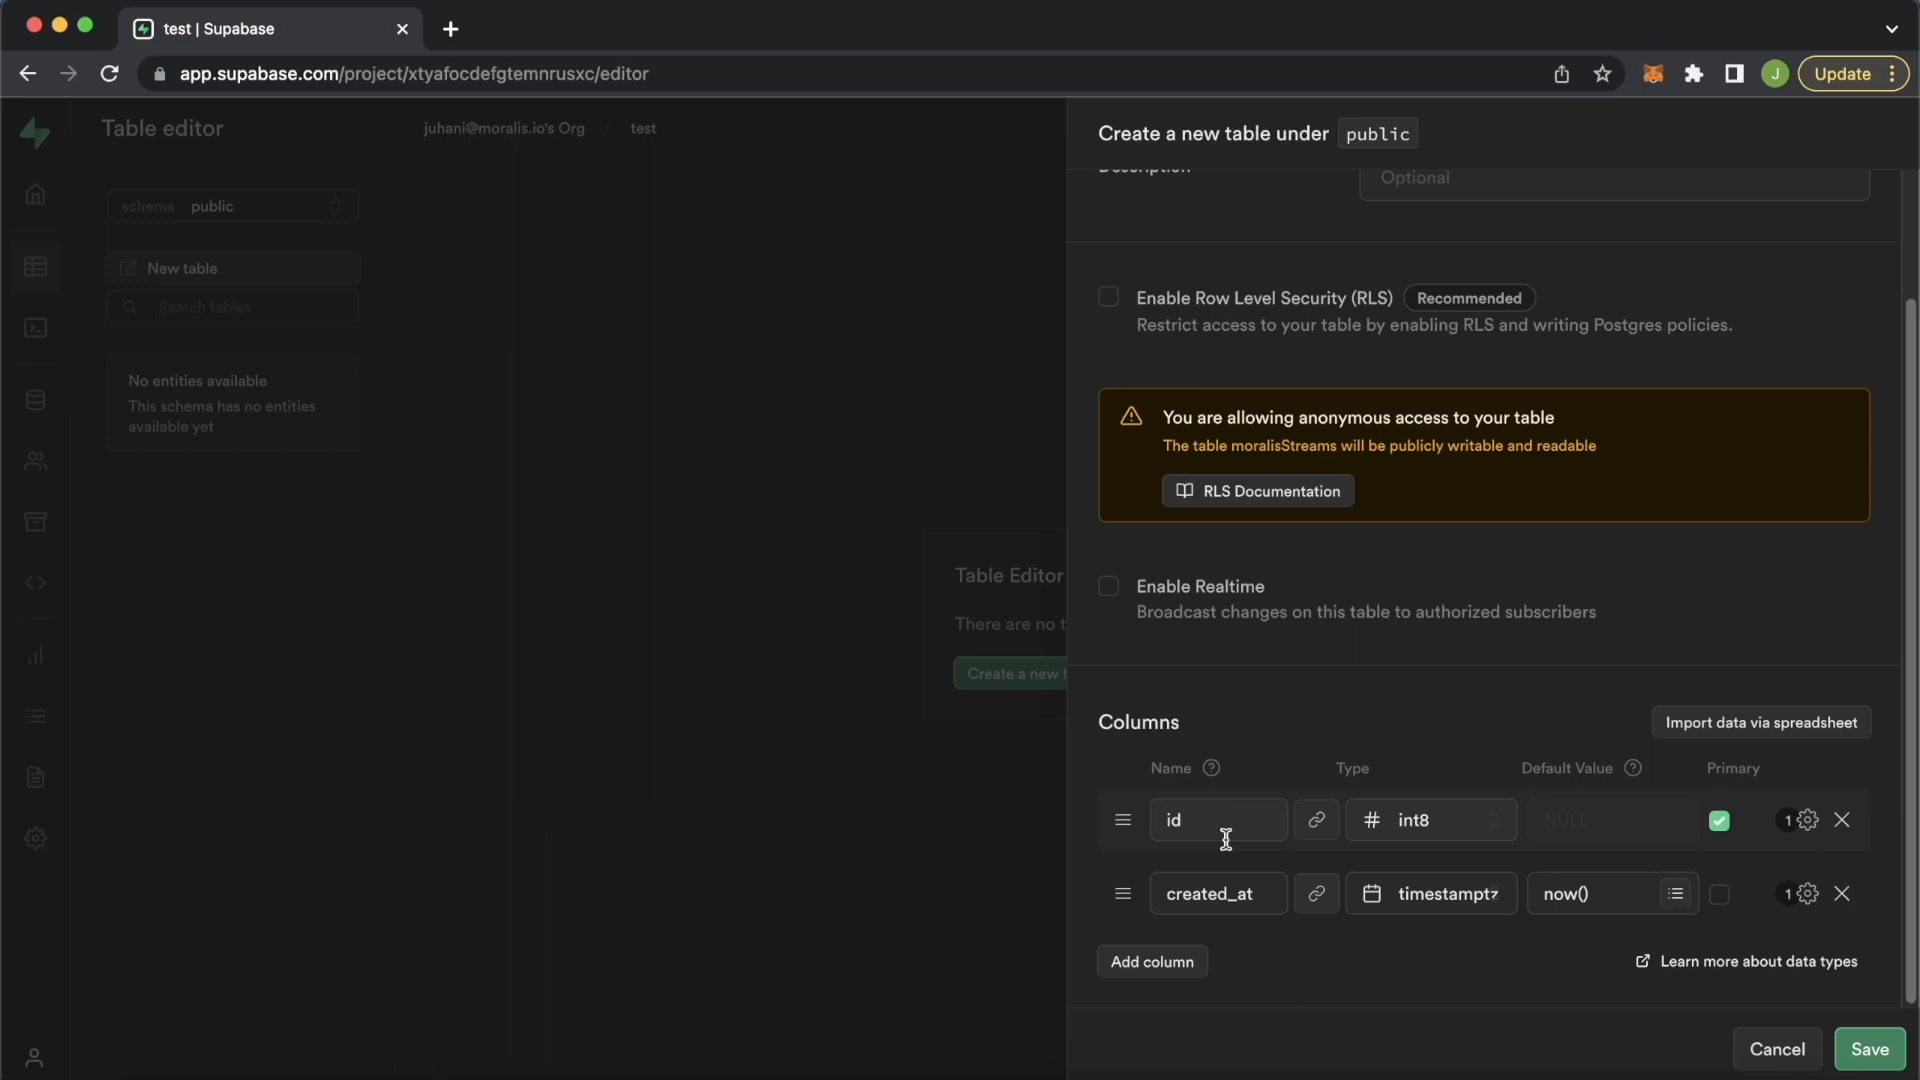 test | Supabase
app.supabase.com/project/xtyafocdefgtemnrusxc/editor
J
Update
Table editor
juhani@moralis.io's Org / test
schema public
New table
Search tables
No entities available
This schema has no entities
available yet
Table Editor
There are no t
Create a new t
Create a new table under public
Description
Optional
Enable Row Level Security (RLS) Recommended
Restrict access to your table by enabling RLS and writing Postgres policies.
You are allowing anonymous access to your table
The table moralisStreams will be publicly writable and readable
RLS Documentation
Enable Realtime
Broadcast changes on this table to authorized subscribers
Columns
Import data via spreadsheet
Name Type Default Value Primary
id # int8 NULL 1
created_at timestamptz now() 1
Add column
Learn more about data types
Cancel Save